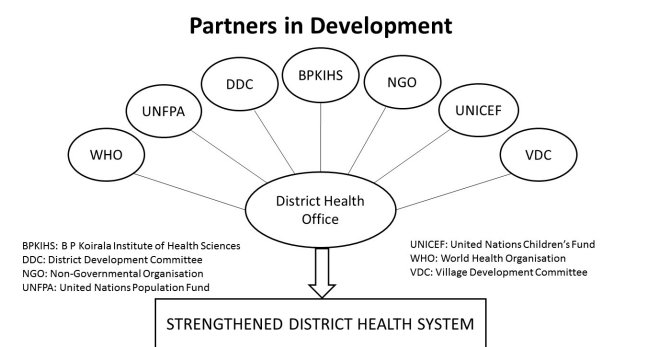 Partners in Development
BPKIHS
DDC
NGO
UNFPA
UNICEF
WHO
VDC
District Health
Office
BPKIHS: B P Koirala Institute of Health Sciences
DDC: District Development Committee
NGO: Non-Governmental Organisation
UNFPA: United Nations Population Fund
UNICEF: United Nations Children’s Fund
WHO: World Health Organisation
VDC: Village Development Committee
STRENGTHENED DISTRICT HEALTH SYSTEM